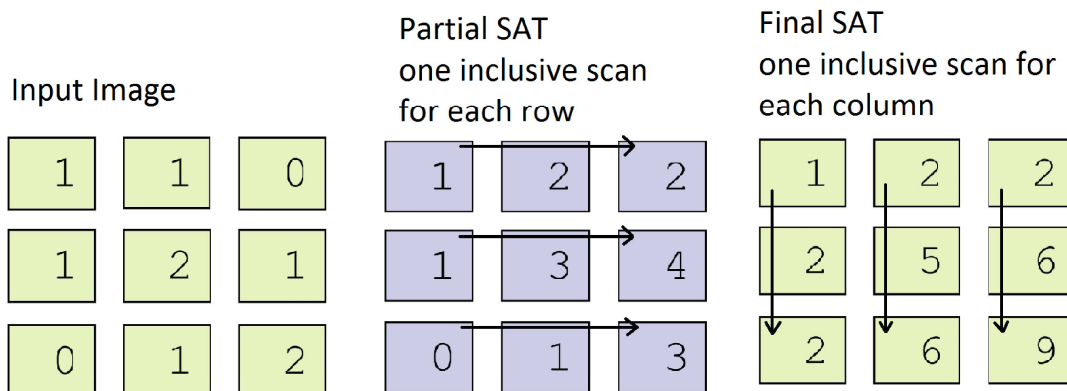 Input Image
1 1 0
1 2 1
0 1 2
Partial SAT
one inclusive scan
for each row
1 2 2
1 3 4
0 1 3
Final SAT
one inclusive scan for
each column
1 2 2
2 5 6
2 6 9